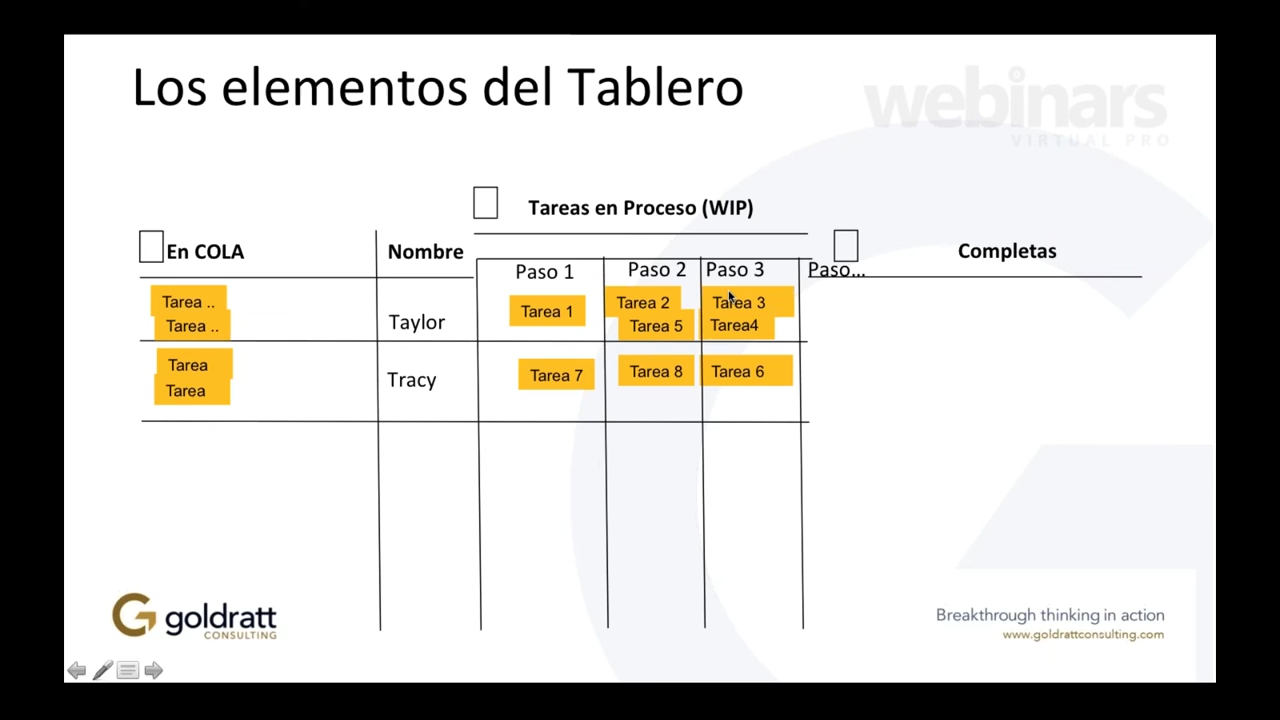 Los elementos del Tablero
webinars
VIRTUAL PRO
Tareas en Proceso (WIP)
En COLA
Nombre
Completas
Paso 1
Paso 2
Paso 3
Paso...
Tarea ..
Tarea ..
Taylor
Tarea 1
Tarea 2
Tarea 5
Tarea 3
Tarea4
Tarea
Tarea
Tracy
Tarea 7
Tarea 8
Tarea 6
goldratt
CONSULTING
Breakthrough thinking in action
www.goldrattconsulting.com